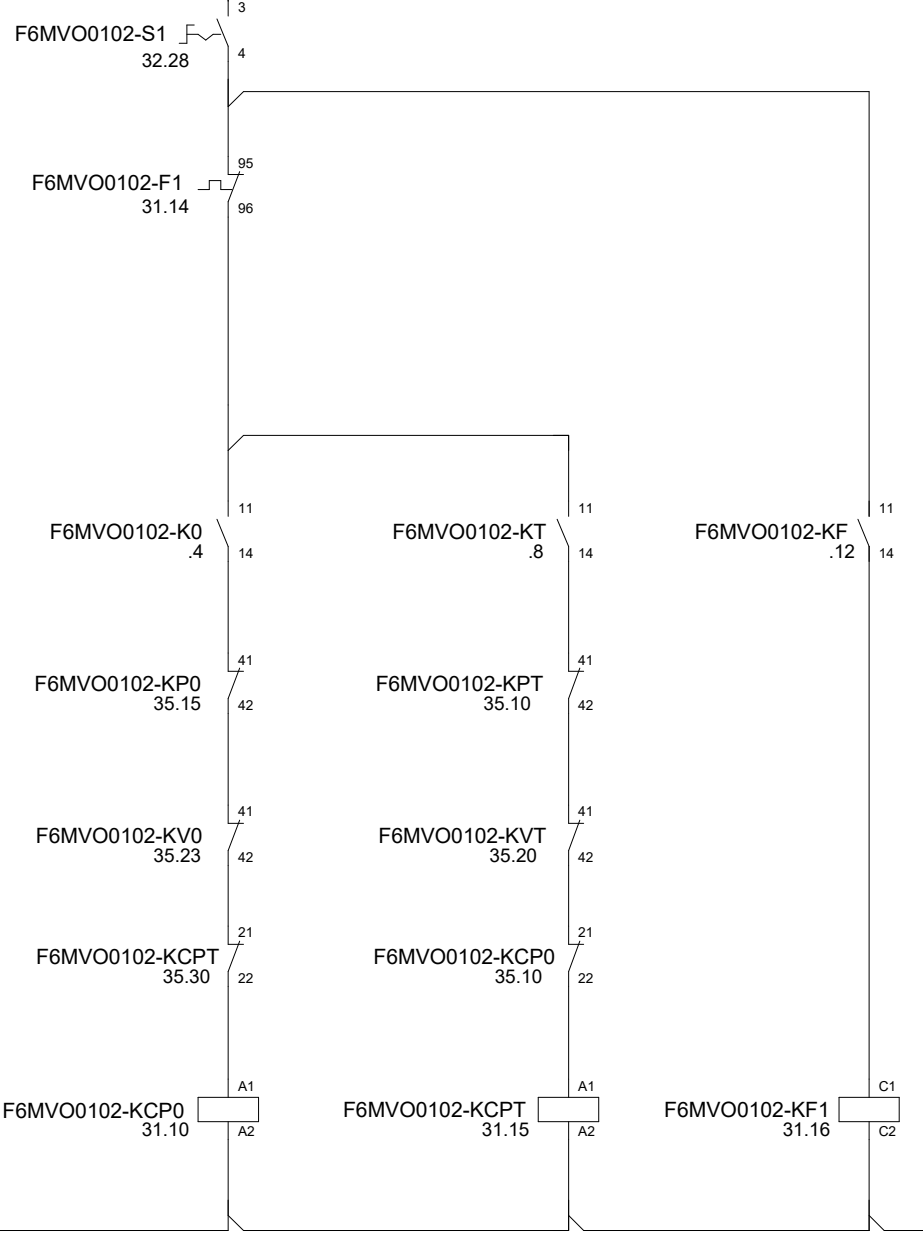 3
F6MVO0102-S1
4
32.28
95
F6MVO0102-F1
31.14
96
11
11
11
F6MVO0102-K0
F6MVO0102-KT
F6MVO0102-KF
.4
14
.8
14
.12
14
41
41
F6MVO0102-KP0
F6MVO0102-KPT
35.15
42
35.10
42
41
41
F6MVO0102-KV0
F6MVO0102-KVT
35.23
42
35.20
42
21
21
F6MVO0102-KCPT
F6MVO0102-KCP0
35.30
22
35.10
22
A1
A1
C1
F6MVO0102-KCP0
F6MVO0102-KCPT
F6MVO0102-KF1
31.10
A2
31.15
A2
31.16
C2